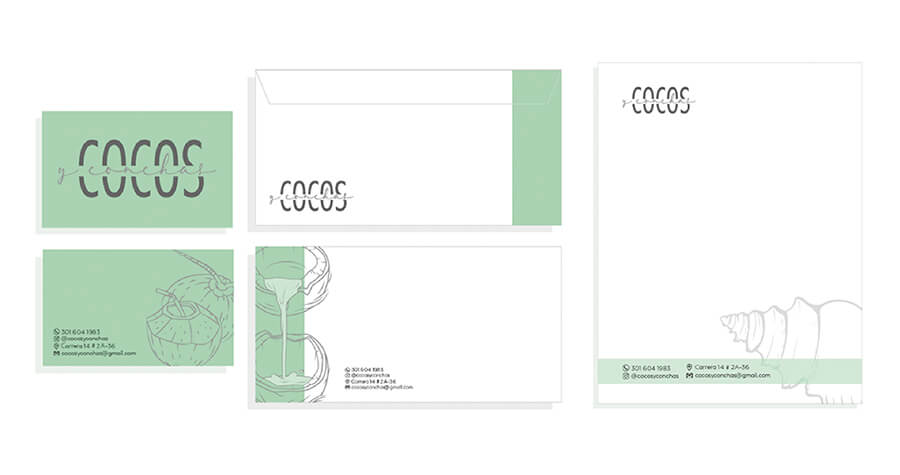 COCOS
y conchas
301 604 1983
@cocosyconchas
Carrera 14 # 2A-36
cocosyconchas@gmail.com
COCOS
y conchas
301 604 1983
@cocosyconchas
Carrera 14 # 2A-36
cocosyconchas@gmail.com
COCOS
y conchas
301 604 1983 Carrera 14 # 2A-36
@cocosyconchas cocosyconchas@gmail.com